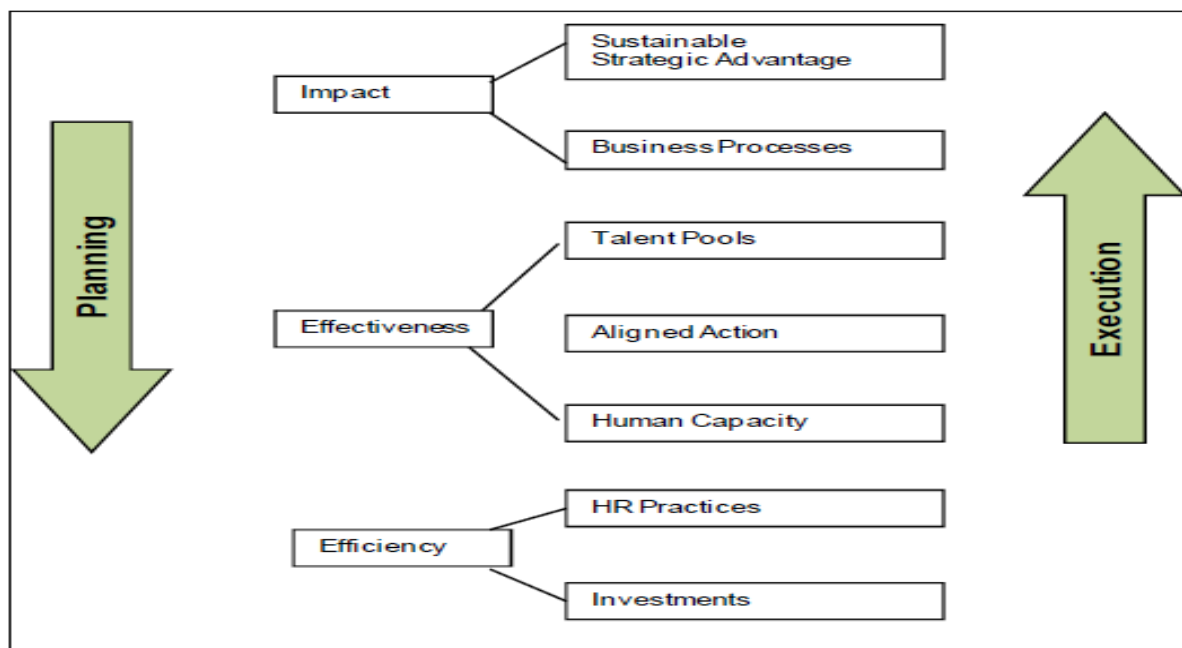 Sustainable
Strategic Advantage
Impact
Business Processes
Planning
Talent Pools
Effectiveness
Aligned Action
Human Capacity
Execution
HR Practices
Efficiency
Investments